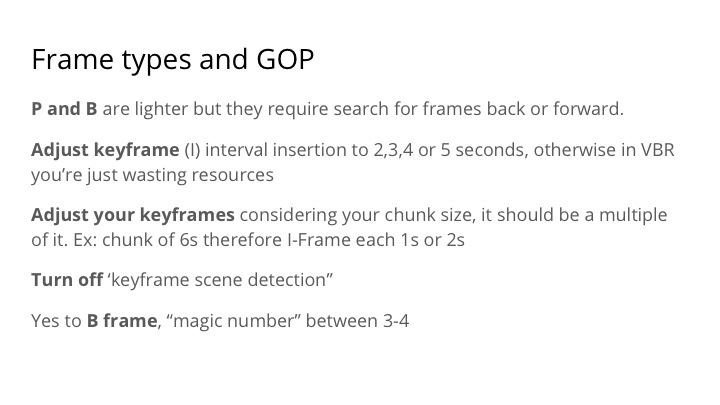 Frame types and GOP
P and B are lighter but they require search for frames back or forward.
Adjust keyframe (I) interval insertion to 2,3,4 or 5 seconds, otherwise in VBR
you’re just wasting resources
Adjust your keyframes considering your chunk size, it should be a multiple
of it. Ex: chunk of 6s therefore I-Frame each 1s or 2s
Turn off ‘keyframe scene detection”
Yes to B frame, “magic number” between 3-4